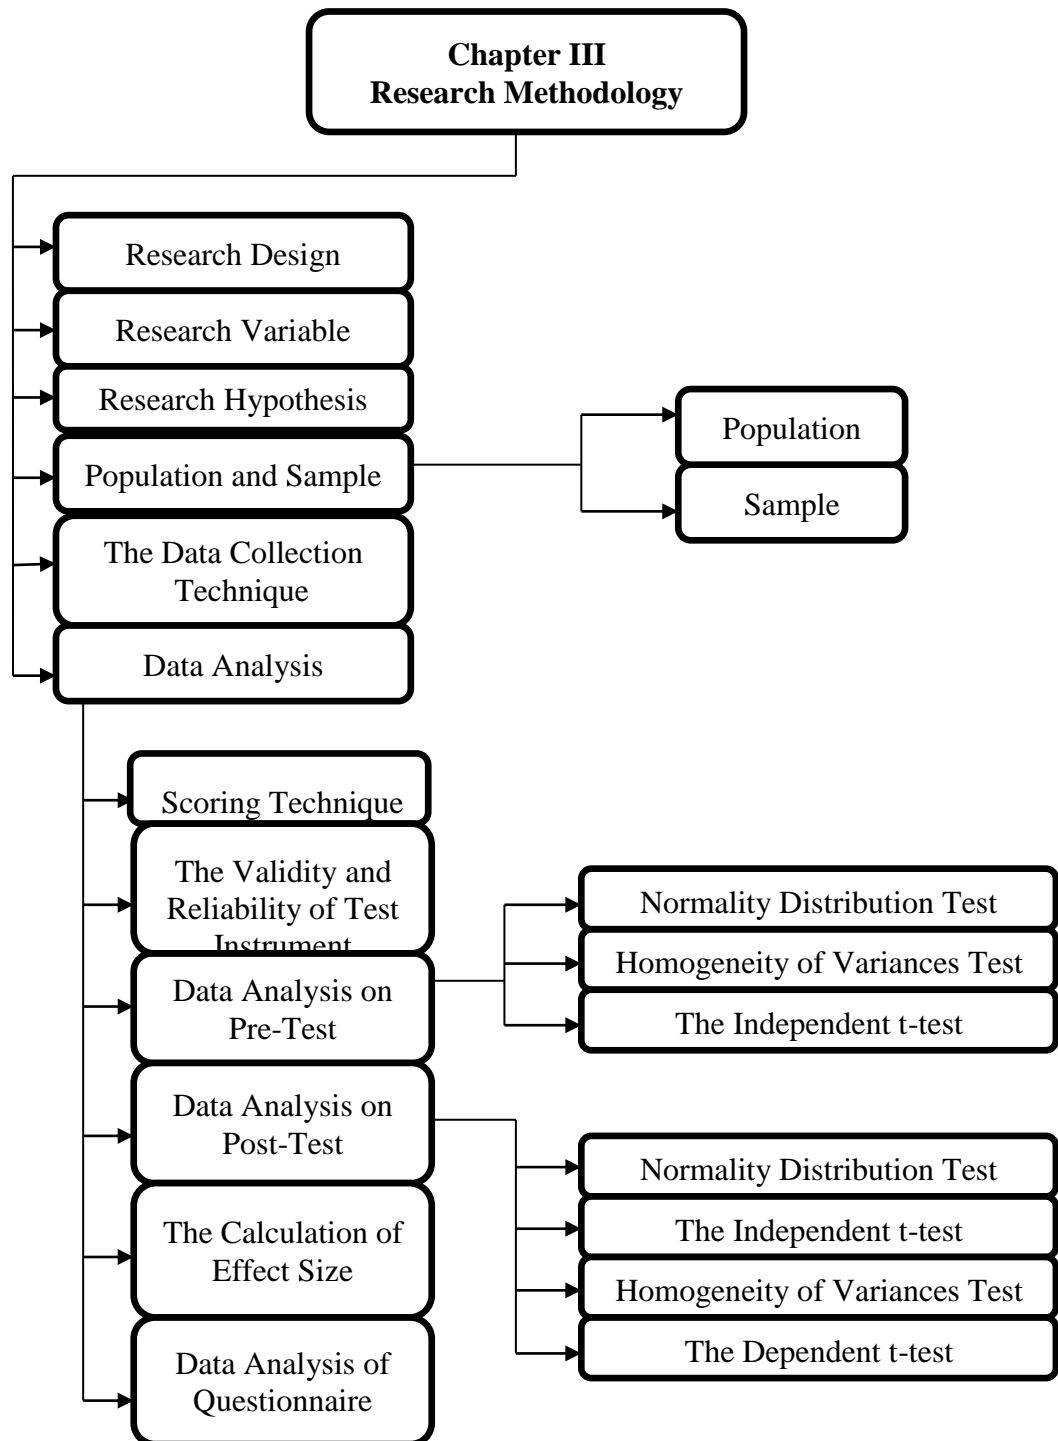 Chapter III
Research Methodology
Research Design
Research Variable
Research Hypothesis
Population and Sample
Population
Sample
The Data Collection
Technique
Data Analysis
Scoring Technique
The Validity and
Reliability of Test
Instrument
Normality Distribution Test
Homogeneity of Variances Test
The Independent t-test
Data Analysis on
Pre-Test
Data Analysis on
Post-Test
Normality Distribution Test
The Independent t-test
Homogeneity of Variances Test
The Dependent t-test
The Calculation of
Effect Size
Data Analysis of
Questionnaire